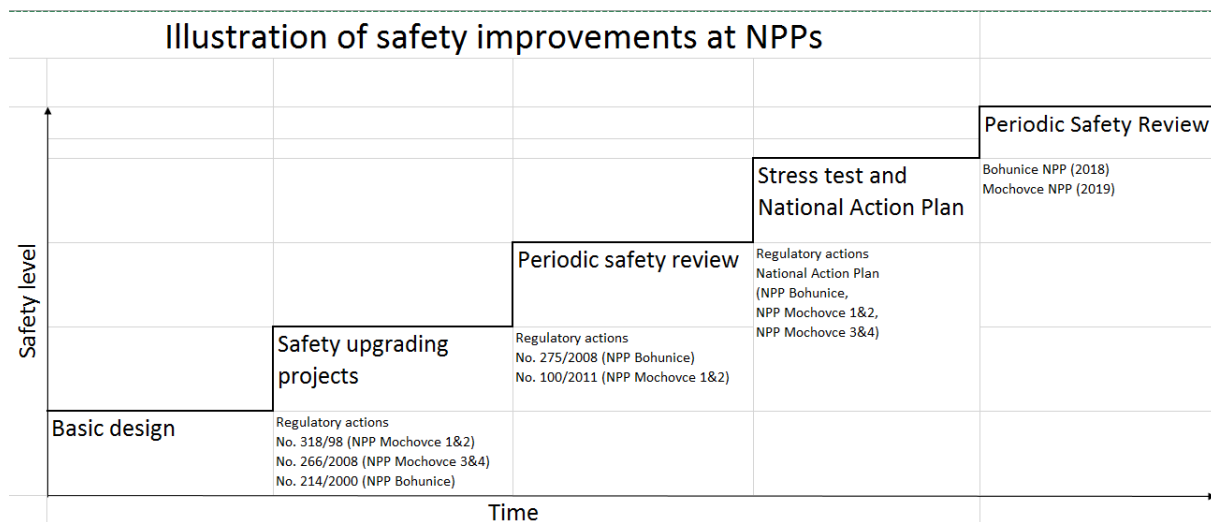 Illustration of safety improvements at NPPs
Safety level
Periodic Safety Review
Bohunice NPP (2018)
Mochovce NPP (2019)
Stress test and
National Action Plan
Regulatory actions
National Action Plan
(NPP Bohunice,
NPP Mochovce 1&2,
NPP Mochovce 3&4)
Periodic safety review
Regulatory actions
No. 275/2008 (NPP Bohunice)
No. 100/2011 (NPP Mochovce 1&2)
Safety upgrading
projects
Regulatory actions
No. 318/98 (NPP Mochovce 1&2)
No. 266/2008 (NPP Mochovce 3&4)
No. 214/2000 (NPP Bohunice)
Basic design
Time